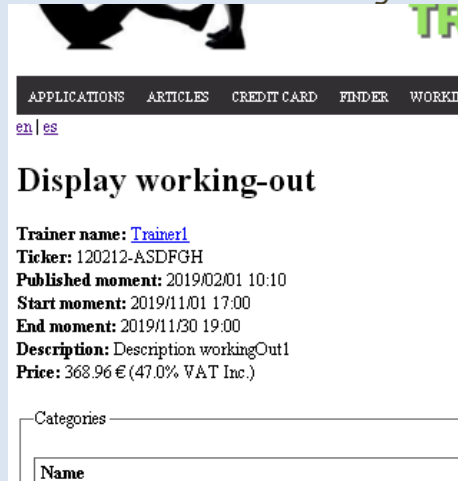 TR
APPLICATIONS ARTICLES CREDIT CARD FINDER
en | es
Display working-out
Trainer name: Trainer1
Ticker: 120212-ASDFGH
Published moment: 2019/02/01 10:10
Start moment: 2019/11/01 17:00
End moment: 2019/11/30 19:00
Description: Description workingOut1
Price: 368.96 € (47.0% VAT Inc.)
Categories
Name